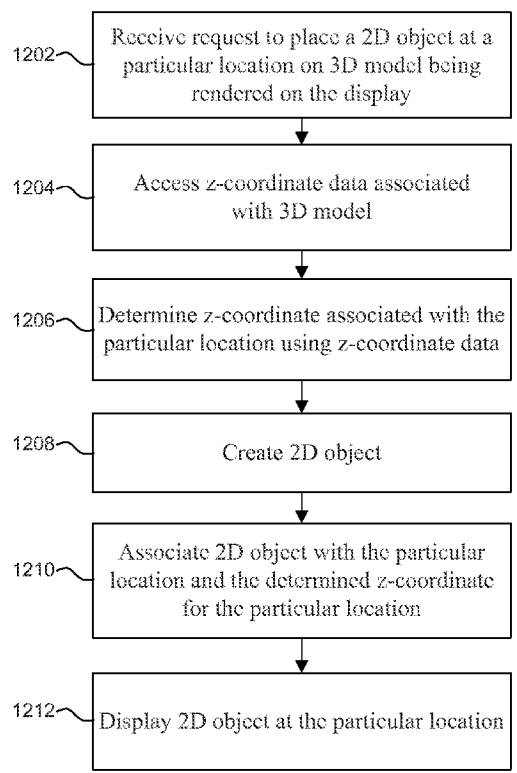 1202
Receive request to place a 2D object at a
particular location on 3D model being
rendered on the display
1204
Access z-coordinate data associated
with 3D model
1206
Determine z-coordinate associated with the
particular location using z-coordinate data
1208
Create 2D object
1210
Associate 2D object with the particular
location and the determined z-coordinate
for the particular location
1212
Display 2D object at the particular location